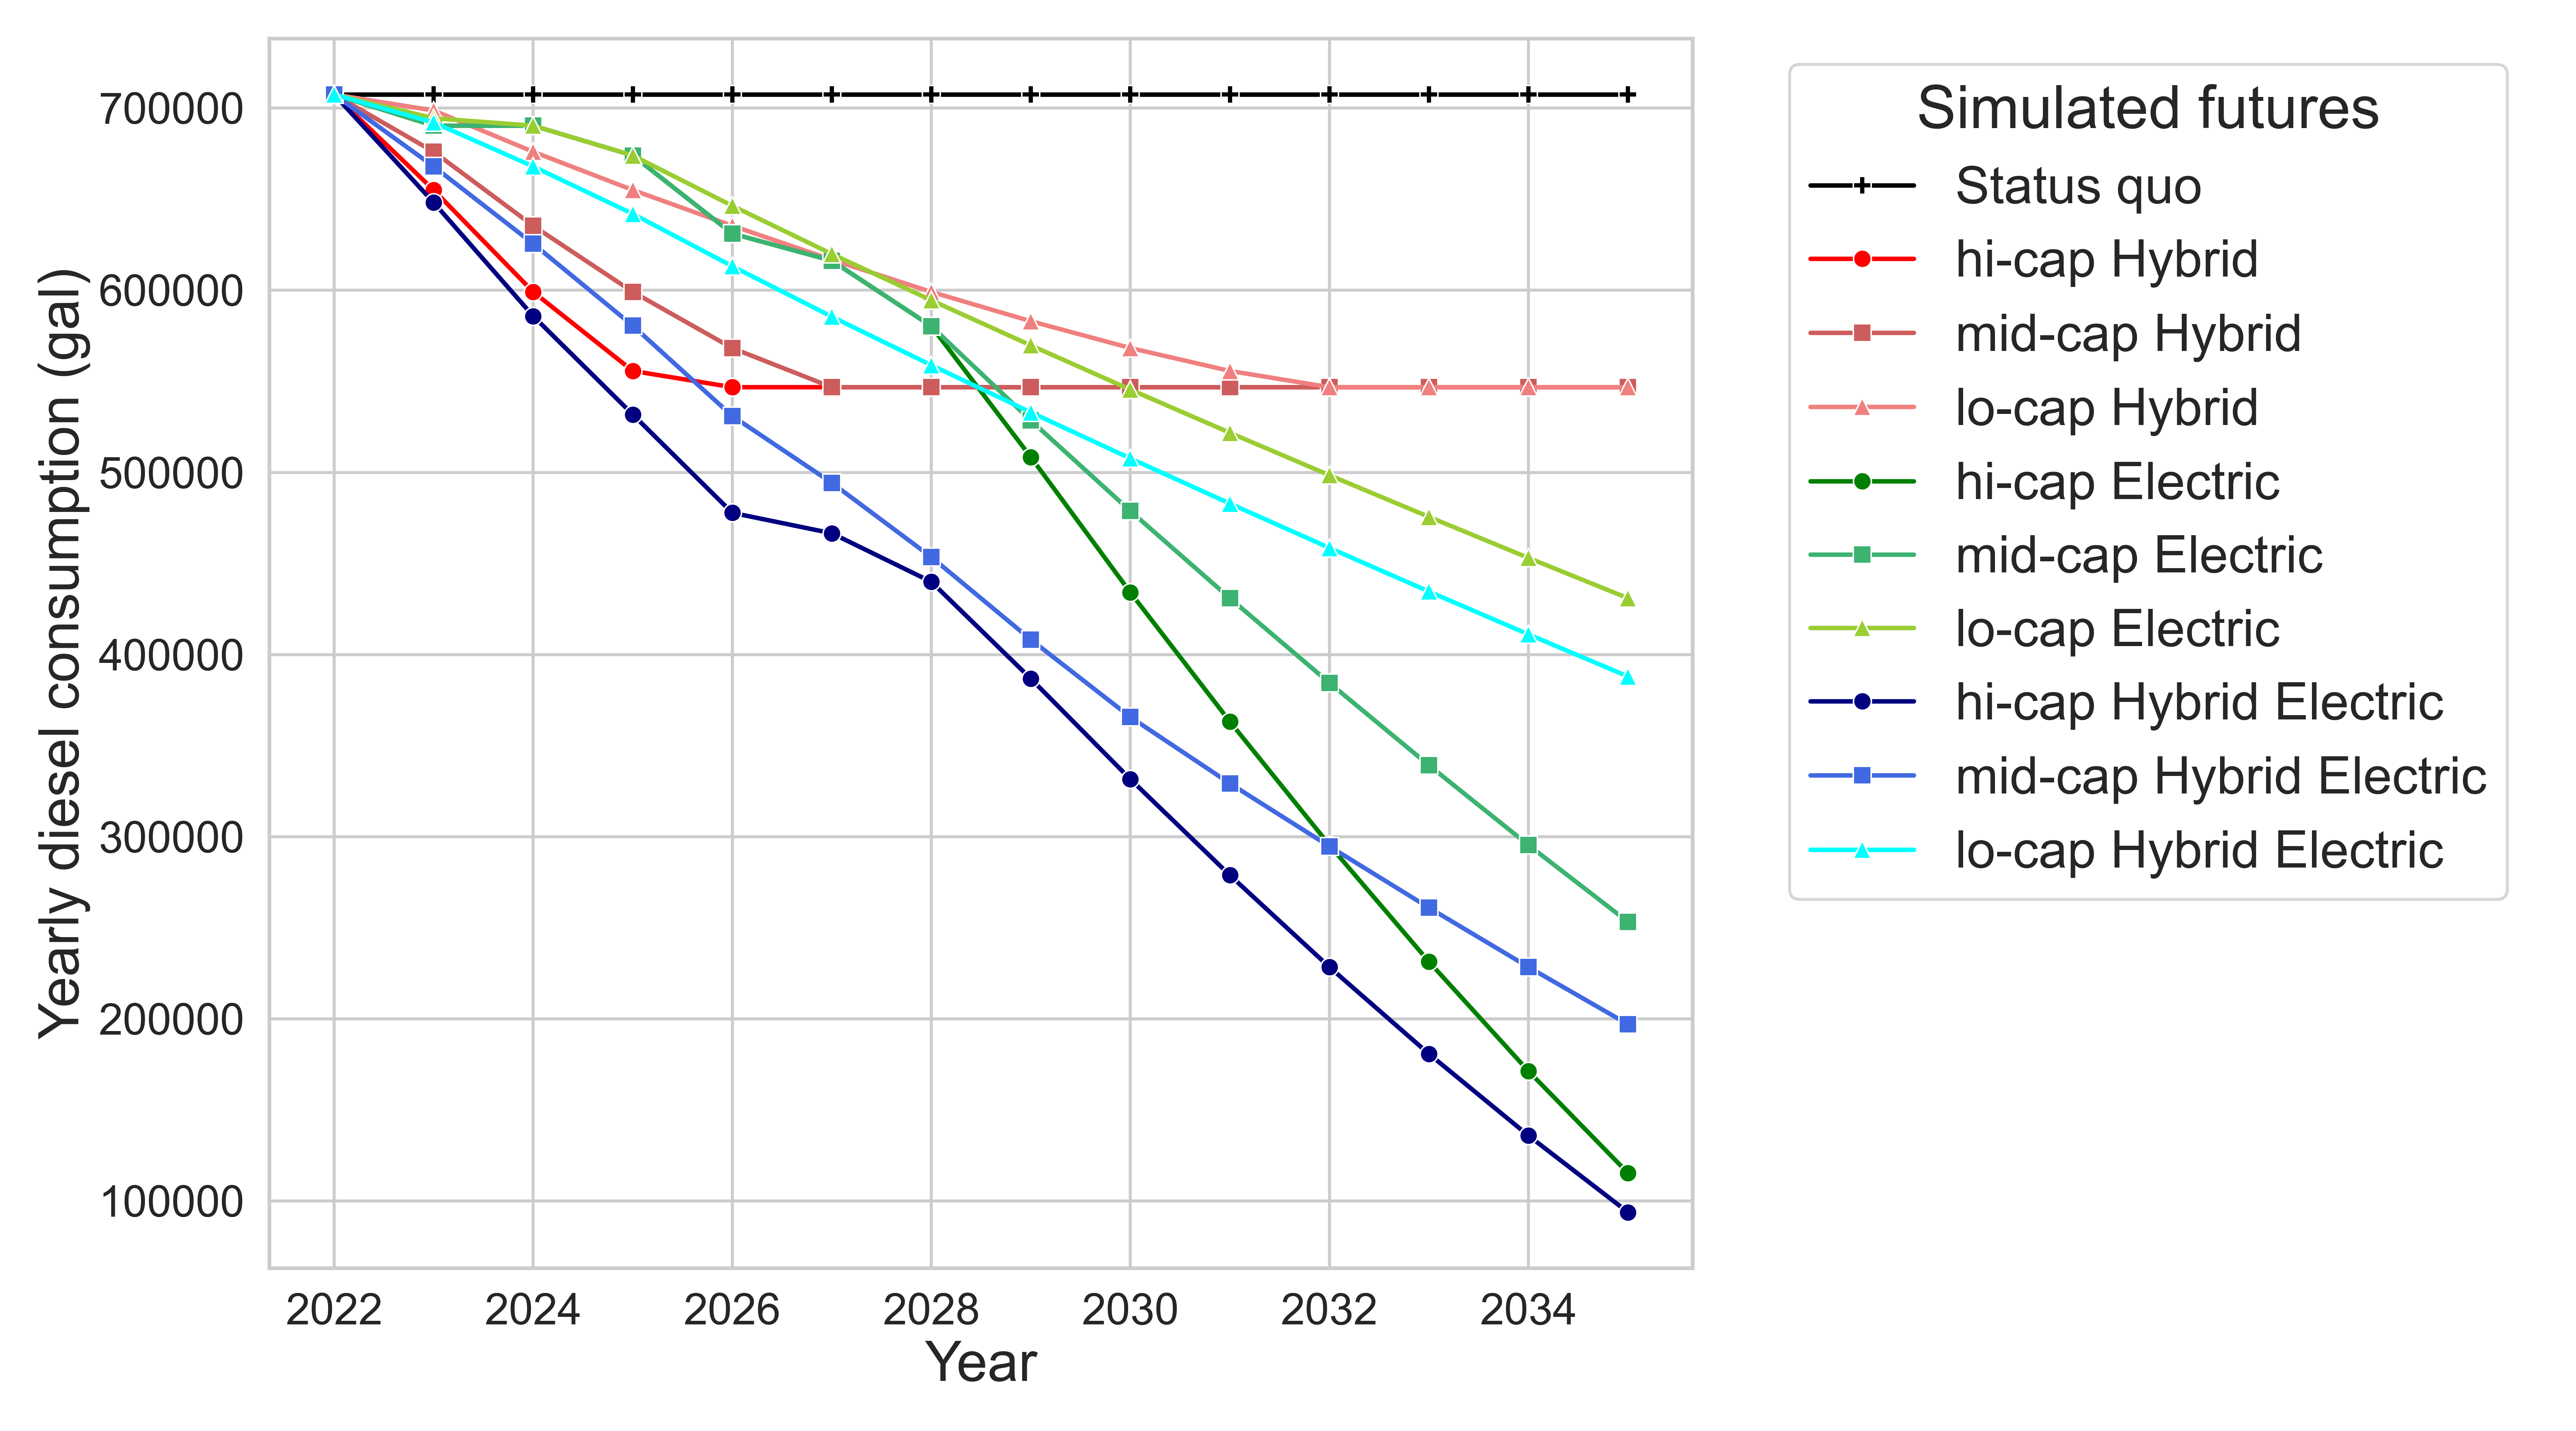 Yearly diesel consumption (gal)
700000
600000
500000
400000
300000
200000
100000
2022 2024 2026 2028 2030 2032 2034
Year
Simulated futures
Status quo
hi-cap Hybrid
mid-cap Hybrid
lo-cap Hybrid
hi-cap Electric
mid-cap Electric
lo-cap Electric
hi-cap Hybrid Electric
mid-cap Hybrid Electric
lo-cap Hybrid Electric